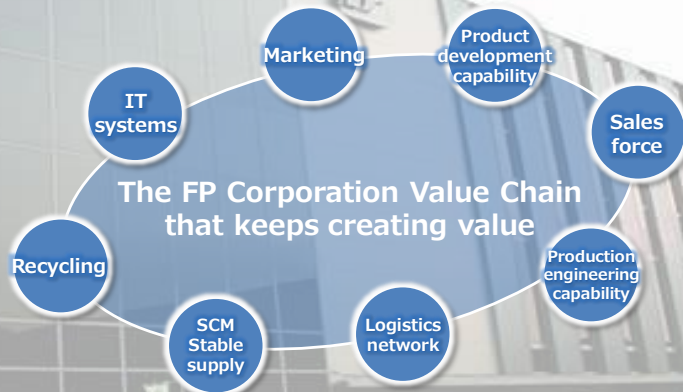 Marketing
Product
development
capability
IT
systems
Sales
force
The FP Corporation Value Chain
that keeps creating value
Recycling
Production
engineering
capability
SCM
Stable
supply
Logistics
network